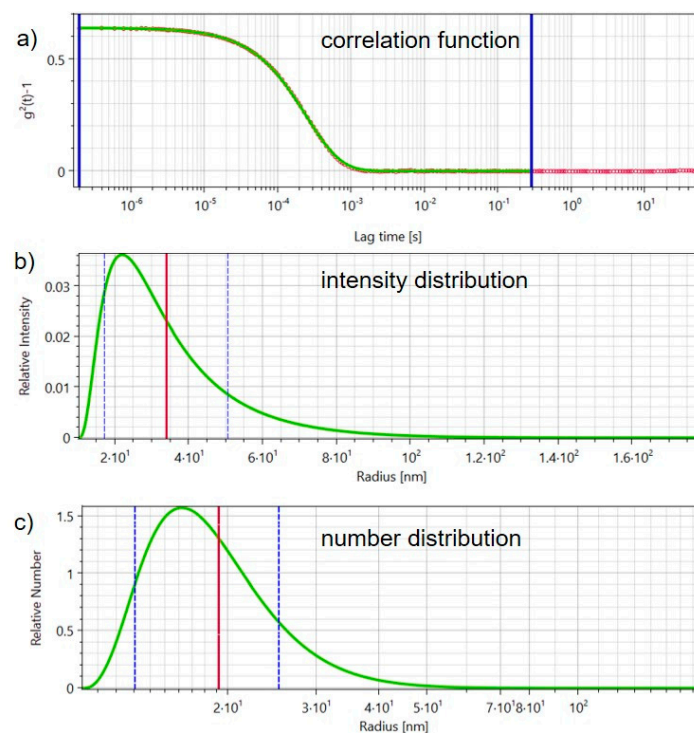 a)
correlation function
g²(t)-1
0.5
0
10⁻⁶ 10⁻⁵ 10⁻⁴ 10⁻³ 10⁻² 10⁻¹ 10⁰ 10¹
Lag time [s]
b)
intensity distribution
Relative Intensity
0.03
0.02
0.01
0
2·10¹ 4·10¹ 6·10¹ 8·10¹ 10² 1.2·10² 1.4·10² 1.6·10²
Radius [nm]
c)
number distribution
Relative Number
1.5
1
0.5
0
2·10¹ 3·10¹ 4·10¹ 5·10¹ 7·10¹8·10¹ 10²
Radius [nm]